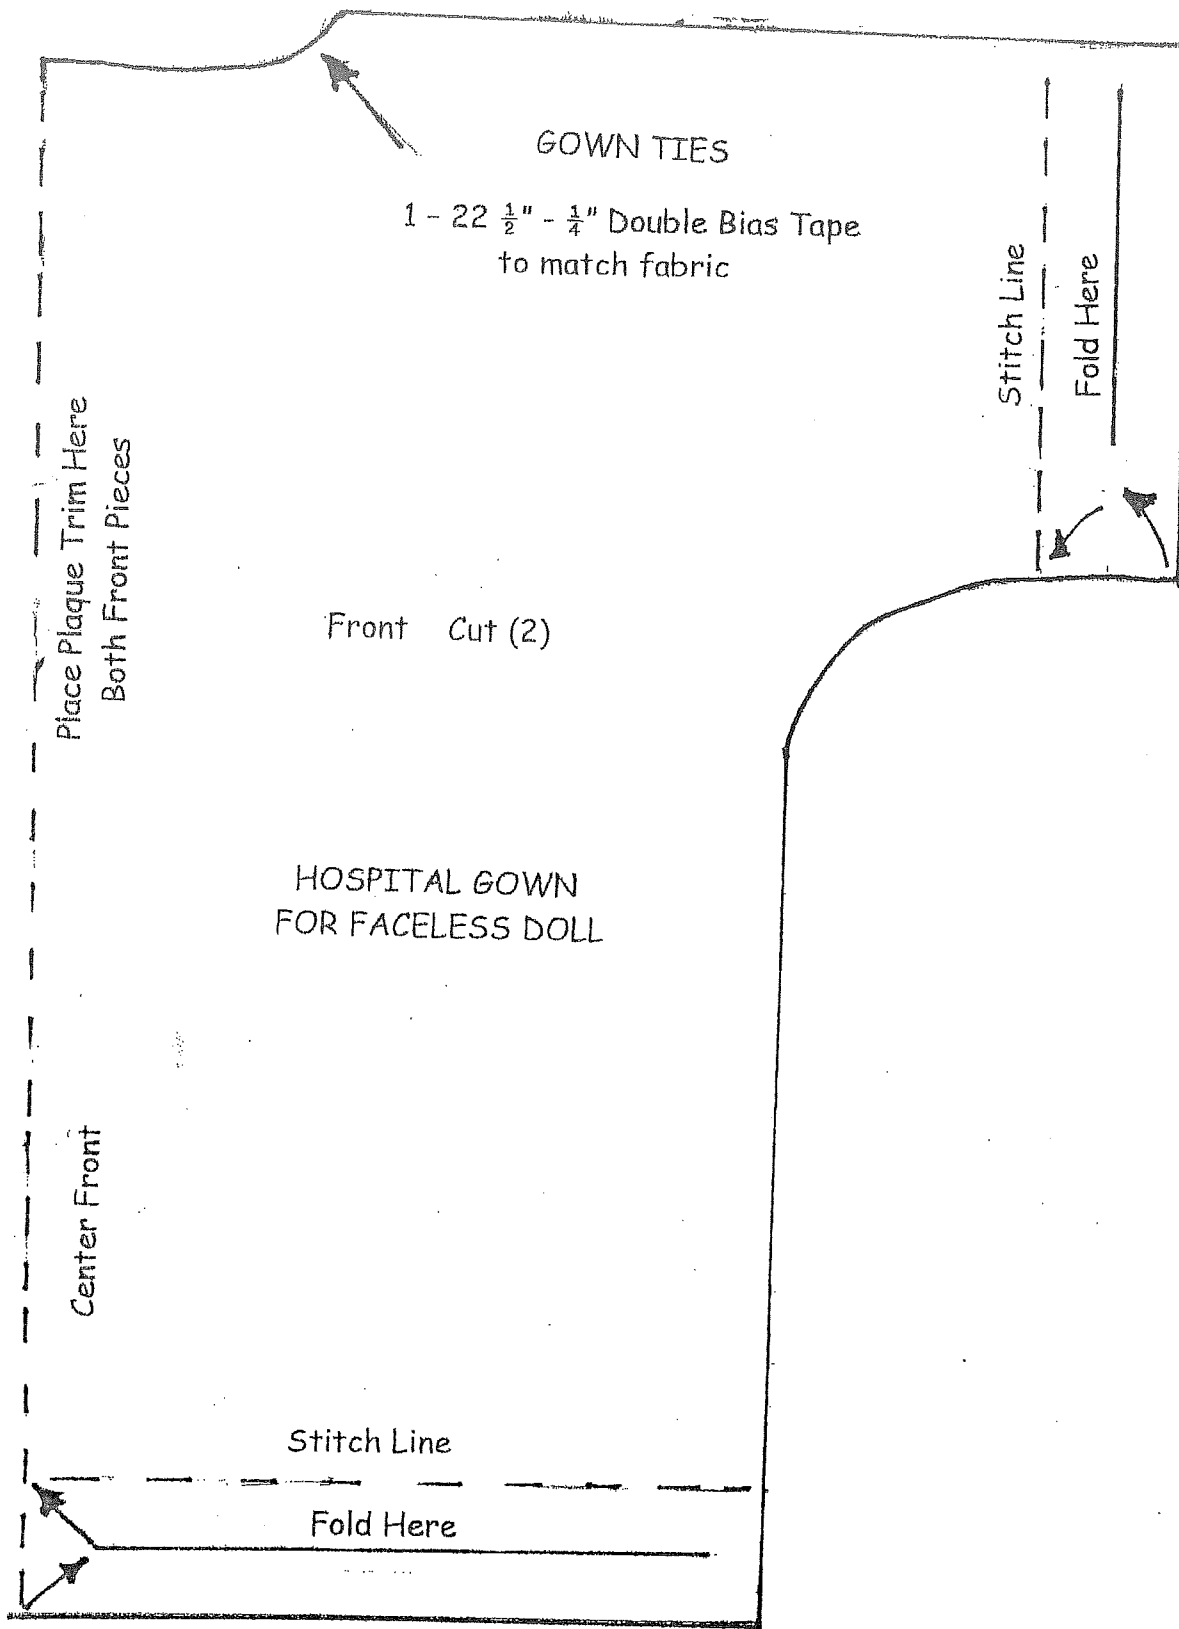 GOWN TIES
1 - 22 ½" - ¼" Double Bias Tape
to match fabric
Stitch Line
Fold Here
Place Plaque Trim Here
Both Front Pieces
Front Cut (2)
HOSPITAL GOWN
FOR FACELESS DOLL
Center Front
Stitch Line
Fold Here